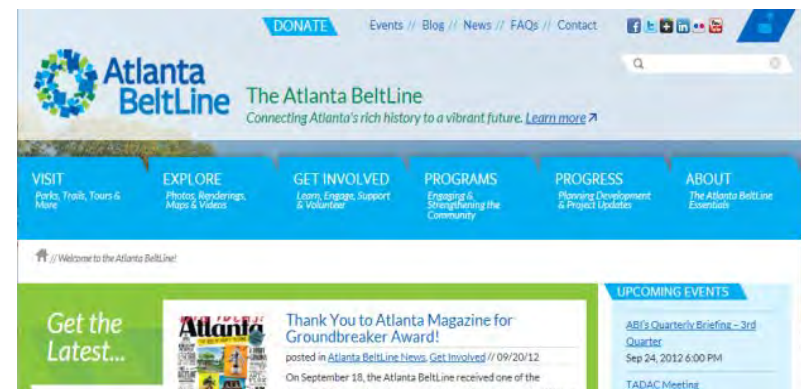 DONATE
Events // Blog // News // FAQs // Contact
Atlanta
BeltLine
The Atlanta BeltLine
Connecting Atlanta's rich history to a vibrant future. Learn more
VISIT
Parks, Trails, Tours &
More
EXPLORE
Photos, Renderings,
Maps & Videos
GET INVOLVED
Learn, Engage, Support
& Volunteer
PROGRAMS
Engaging &
Strengthening the
Community
PROGRESS
Planning Development
& Project Updates
ABOUT
The Atlanta BeltLine
Essentials
// Welcome to the Atlanta BeltLine!
Get the
Latest...
Atlanta
Thank You to Atlanta Magazine for
Groundbreaker Award!
posted in Atlanta BeltLine News, Get Involved // 09/20/12
On September 18, the Atlanta BeltLine received one of the
UPCOMING EVENTS
ABI's Quarterly Briefing – 3rd
Quarter
Sep 24, 2012 6:00 PM
TADAC Meeting